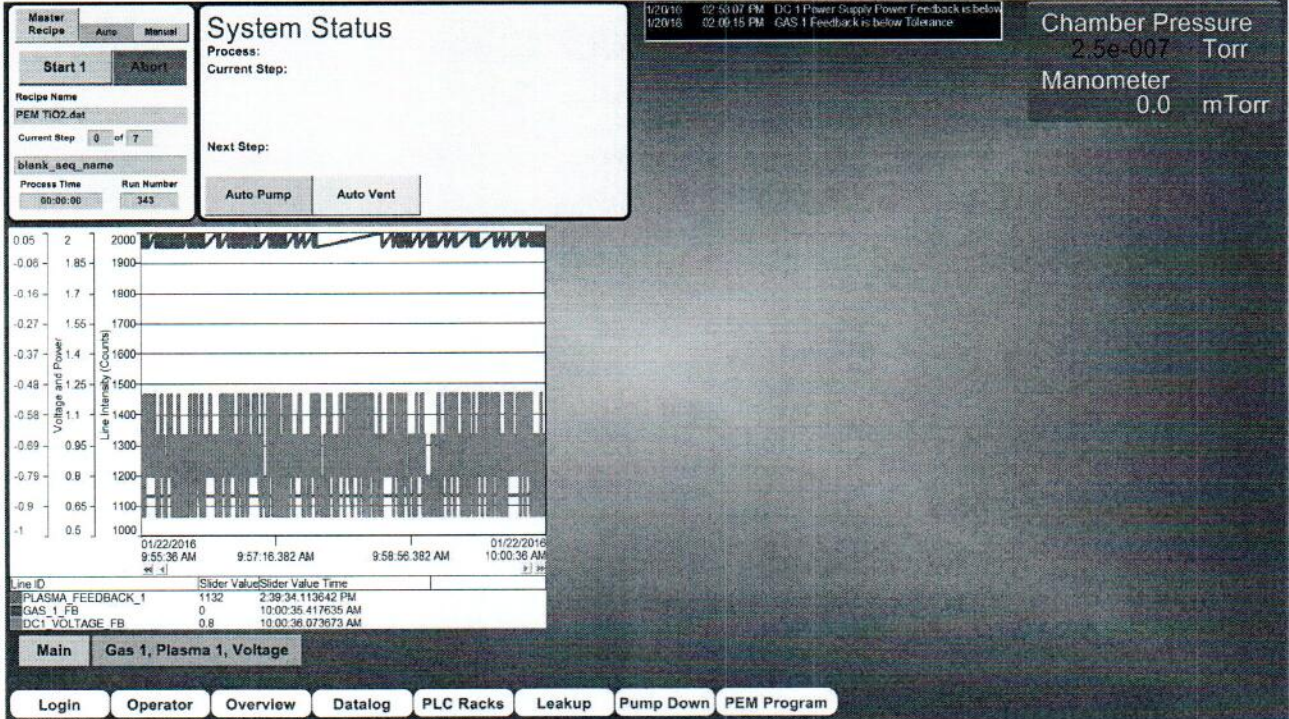 Master Recipe
Auto
Manual
Start 1
Abort
Recipe Name
PEM TiO2.dat
Current Step 0 of 7
blank_seq_name
Process Time
Run Number
00:00:00
343
System Status
Process:
Current Step:
Next Step:
Auto Pump
Auto Vent
1/20/16 02:53:07 PM DC 1 Power Supply Power Feedback is below
1/20/16 02:09:15 PM GAS 1 Feedback is below Tolerance
Chamber Pressure
2.5e-007 Torr
Manometer
0.0 mTorr
0.05 2 2000
-0.06 1.85 1900
-0.16 1.7 1800
-0.27 1.55 1700
-0.37 1.4 1600
-0.48 1.25 1500
-0.58 1.1 1400
-0.69 0.95 1300
-0.79 0.8 1200
-0.9 0.65 1100
-1 0.5 1000
Voltage and Power
Line Intensity (Counts)
01/22/2016
9:55:36 AM
9:57:16.382 AM
9:58:56.382 AM
01/22/2016
10:00:36 AM
Line ID Slider Value Slider Value Time
PLASMA_FEEDBACK_1 1132 2:39:34.113642 PM
GAS_1_FB 0 10:00:35.417635 AM
DC1_VOLTAGE_FB 0.8 10:00:36.073673 AM
Main
Gas 1, Plasma 1, Voltage
Login
Operator
Overview
Datalog
PLC Racks
Leakup
Pump Down
PEM Program